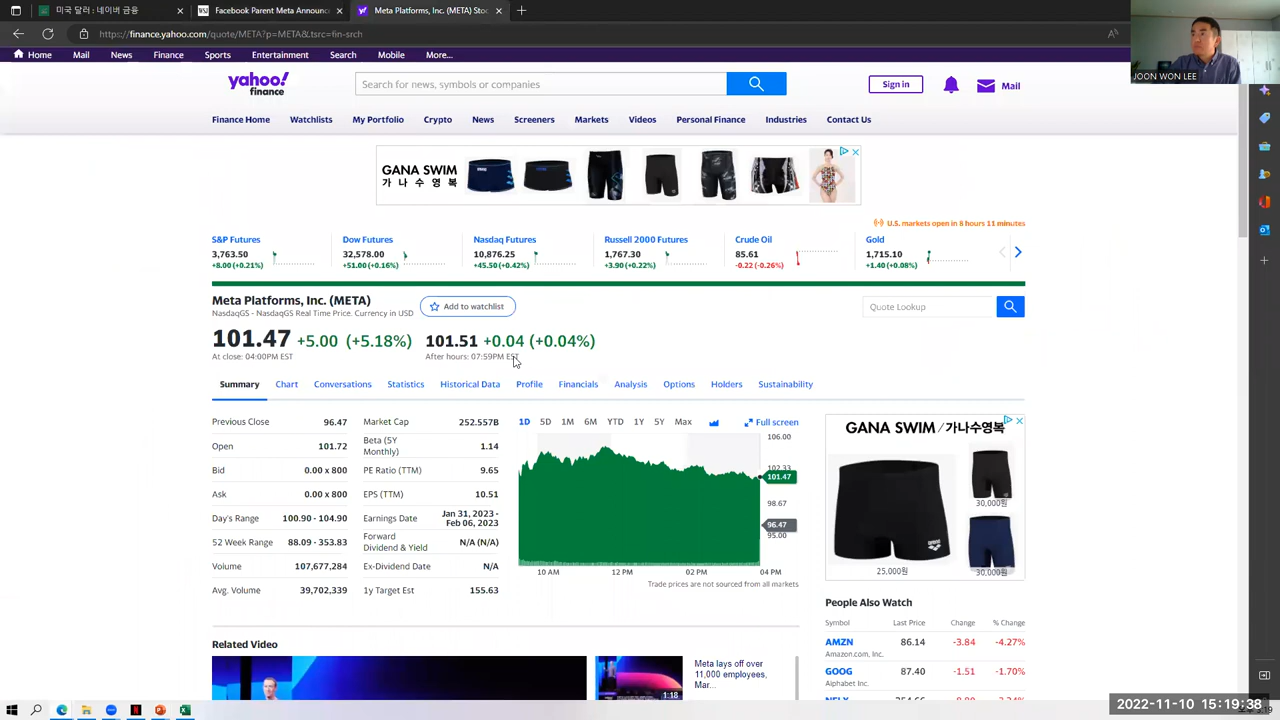 미국 달러 : 네이버 금융
WSJ
Facebook Parent Meta Announc
Meta Platforms, Inc. (META) Sto
https://finance.yahoo.com/quote/META?p=META&.tsrc=fin-srch
JOON WON LEE
Home Mail News Finance Sports Entertainment Search Mobile More...
yahoo!
finance
Search for news, symbols or companies
Sign in
Mail
Finance Home Watchlists My Portfolio Crypto News Screeners Markets Videos Personal Finance Industries Contact Us
GANA SWIM
가 나 수 영 복
U.S. markets open in 8 hours 11 minutes
S&P Futures
3,763.50
+8.00 (+0.21%)
Dow Futures
32,578.00
+51.00 (+0.16%)
Nasdaq Futures
10,876.25
+45.50 (+0.42%)
Russell 2000 Futures
1,767.30
+3.90 (+0.22%)
Crude Oil
85.61
-0.22 (-0.26%)
Gold
1,715.10
+1.40 (+0.08%)
Meta Platforms, Inc. (META)
NasdaqGS - NasdaqGS Real Time Price. Currency in USD
Add to watchlist
Quote Lookup
101.47 +5.00 (+5.18%)
At close: 04:00PM EST
101.51 +0.04 (+0.04%)
After hours: 07:59PM EST
Summary Chart Conversations Statistics Historical Data Profile Financials Analysis Options Holders Sustainability
Previous Close 96.47
Open 101.72
Bid 0.00 x 800
Ask 0.00 x 800
Day's Range 100.90 - 104.90
52 Week Range 88.09 - 353.83
Volume 107,677,284
Avg. Volume 39,702,339
Market Cap 252.557B
Beta (5Y
Monthly) 1.14
PE Ratio (TTM) 9.65
EPS (TTM) 10.51
Earnings Date Jan 31, 2023 -
Feb 06, 2023
Forward
Dividend & Yield N/A (N/A)
Ex-Dividend Date N/A
1y Target Est 155.63
1D 5D 1M 6M YTD 1Y 5Y Max
Full screen
106.00
102.33
101.47
98.67
96.47
95.00
10 AM 12 PM 02 PM 04 PM
Trade prices are not sourced from all markets
GANA SWIM / 가나수영복
30,000원
25,000원
30,000원
People Also Watch
Symbol Last Price Change % Change
AMZN 86.14 -3.84 -4.27%
Amazon.com, Inc.
GOOG 87.40 -1.51 -1.70%
Alphabet Inc.
Related Video
1:18
Meta lays off over
11,000 employees,
Mar...
2022-11-10 15:19:38